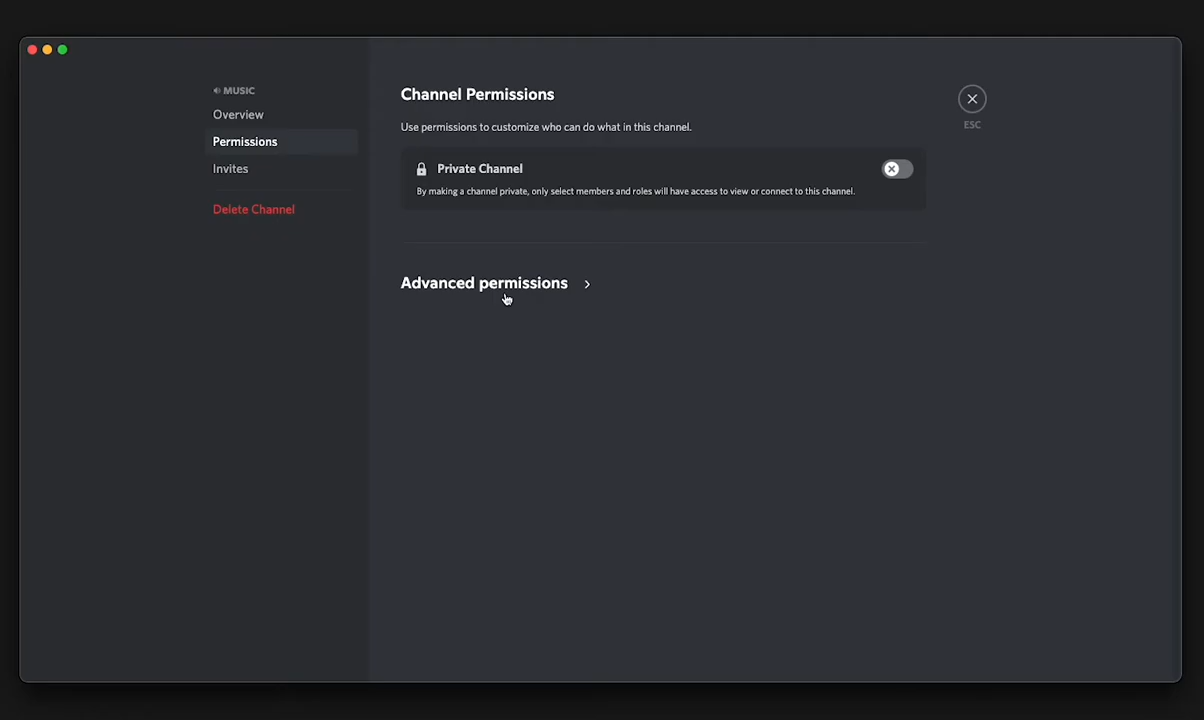 MUSIC
Overview
Permissions
Invites
Delete Channel
Channel Permissions
Use permissions to customize who can do what in this channel.
Private Channel
By making a channel private, only select members and roles will have access to view or connect to this channel.
Advanced permissions
ESC